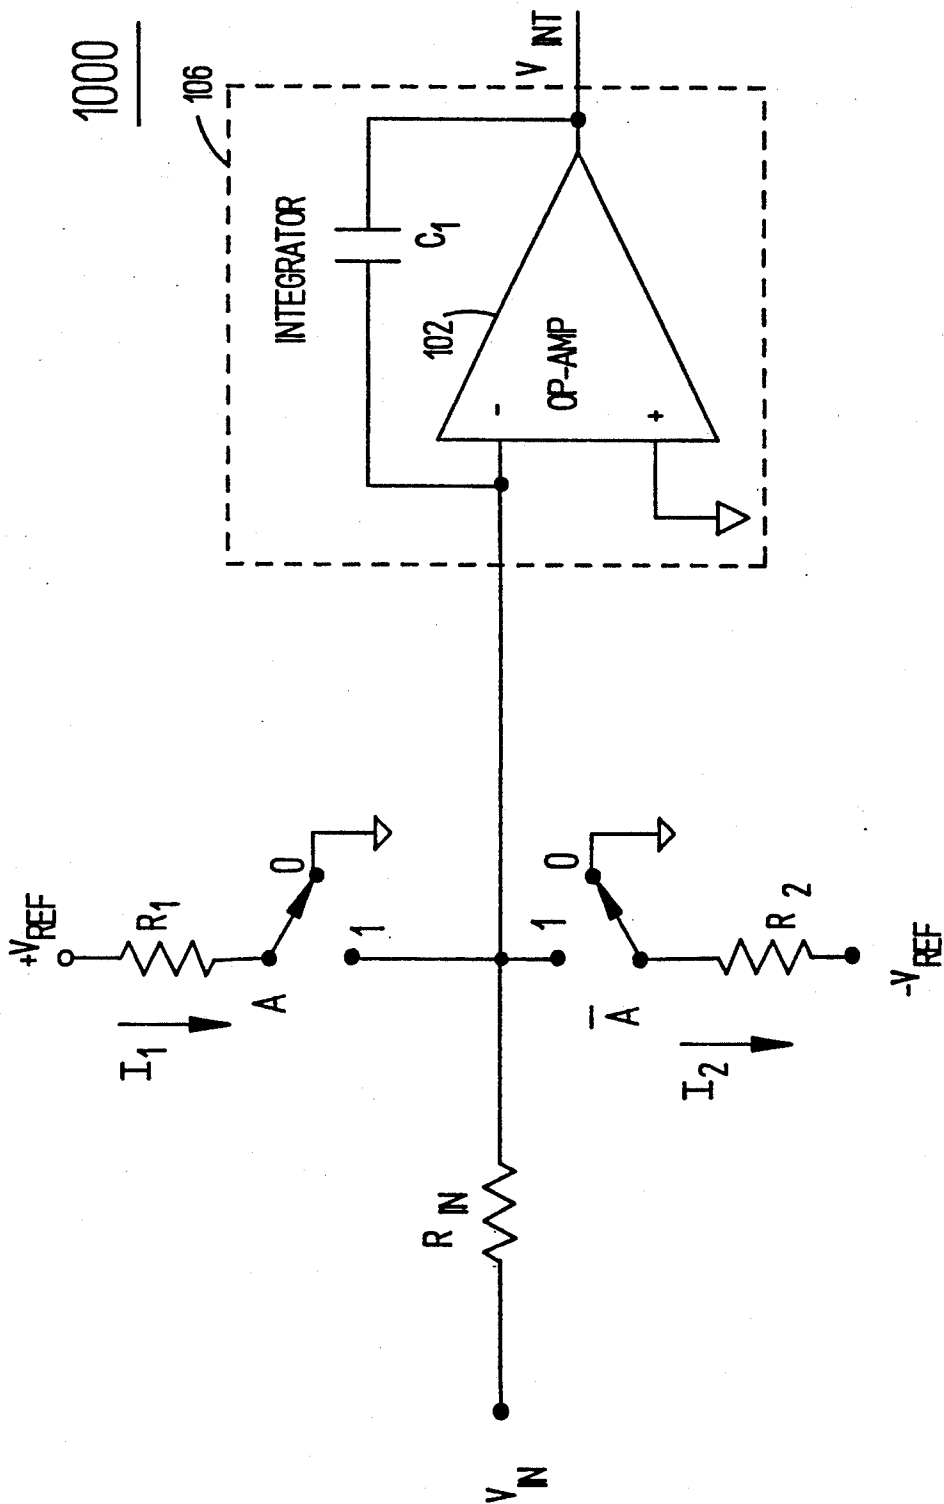 1000
106
INTEGRATOR
C1
102
OP-AMP
-
+
V INT
+VREF
R1
I1
A
0
1
1
0
A̅
I2
R2
-VREF
RIN
VIN